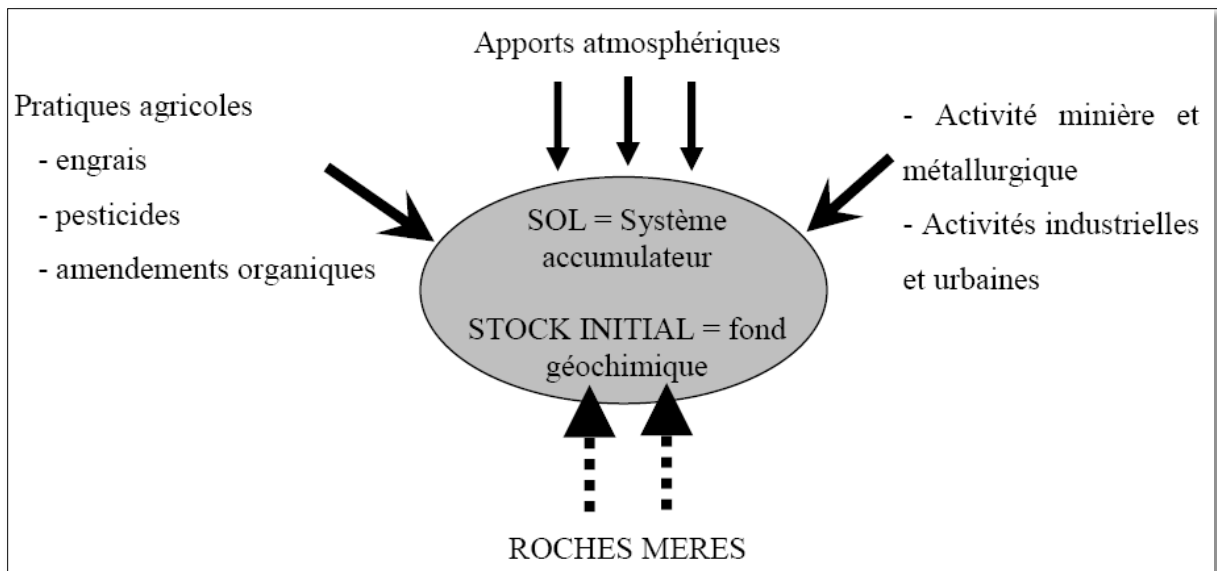 Apports atmosphériques
Pratiques agricoles
- engrais
- pesticides
- amendements organiques
- Activité minière et
métallurgique
- Activités industrielles
et urbaines
SOL = Système
accumulateur
STOCK INITIAL = fond
géochimique
ROCHES MERES